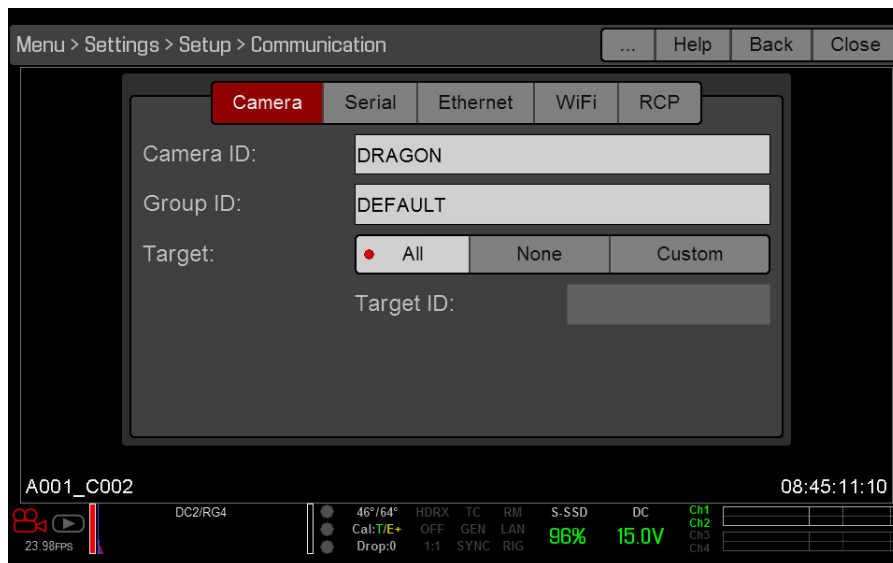 Menu > Settings > Setup > Communication ... Help Back Close
Camera Serial Ethernet WiFi RCP
Camera ID: DRAGON
Group ID: DEFAULT
Target: All None Custom
Target ID:
A001_C002 08:45:11:10
DC2/RG4 46°/64° HDRX TC RM S-SSD DC Ch1
Cal:T/E+ OFF GEN LAN 96% 15.0V Ch2
23.98FPS Drop:0 1:1 SYNC RIG Ch3
Ch4